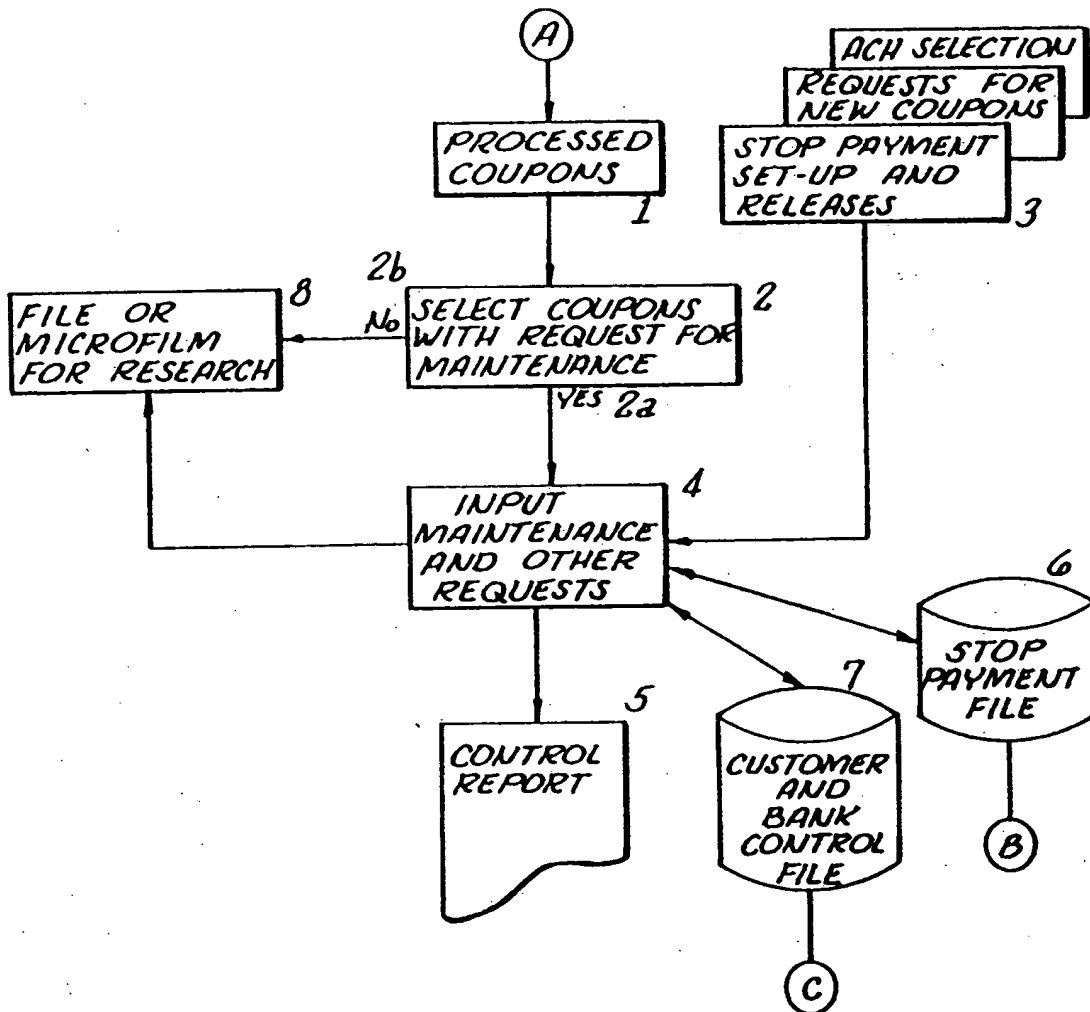 A
ACH SELECTION
REQUESTS FOR
NEW COUPONS
STOP PAYMENT
SET-UP AND
RELEASES
3
PROCESSED
COUPONS
1
2b
No
SELECT COUPONS
WITH REQUEST FOR
MAINTENANCE
2
YES 2a
8
FILE OR
MICROFILM
FOR RESEARCH
4
INPUT
MAINTENANCE
AND OTHER
REQUESTS
6
STOP
PAYMENT
FILE
B
5
CONTROL
REPORT
7
CUSTOMER
AND
BANK
CONTROL
FILE
C